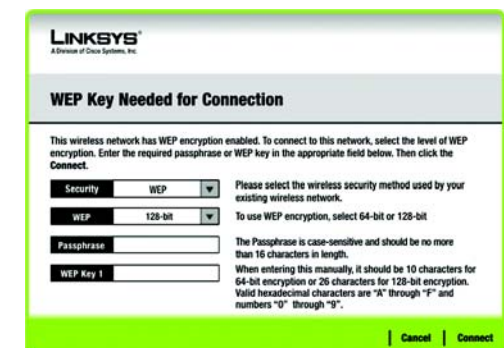 LINKSYS®
A Division of Cisco Systems, Inc.
WEP Key Needed for Connection
This wireless network has WEP encryption enabled. To connect to this network, select the level of WEP
encryption. Enter the required passphrase or WEP key in the appropriate field below. Then click the
Connect.
Security WEP
Please select the wireless security method used by your
existing wireless network.
WEP 128-bit
To use WEP encryption, select 64-bit or 128-bit
Passphrase
The Passphrase is case-sensitive and should be no more
than 16 characters in length.
WEP Key 1
When entering this manually, it should be 10 characters for
64-bit encryption or 26 characters for 128-bit encryption.
Valid hexadecimal characters are "A" through "F" and
numbers "0" through "9".
Cancel Connect